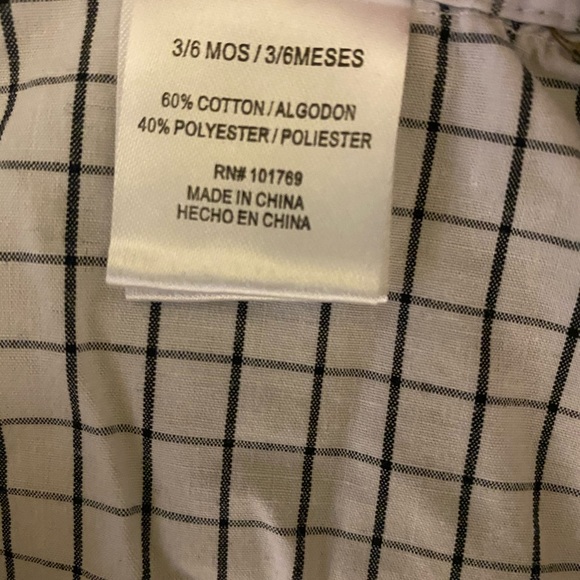 3/6 MOS / 3/6MESES
60% COTTON / ALGODON
40% POLYESTER / POLIESTER
RN# 101769
MADE IN CHINA
HECHO EN CHINA